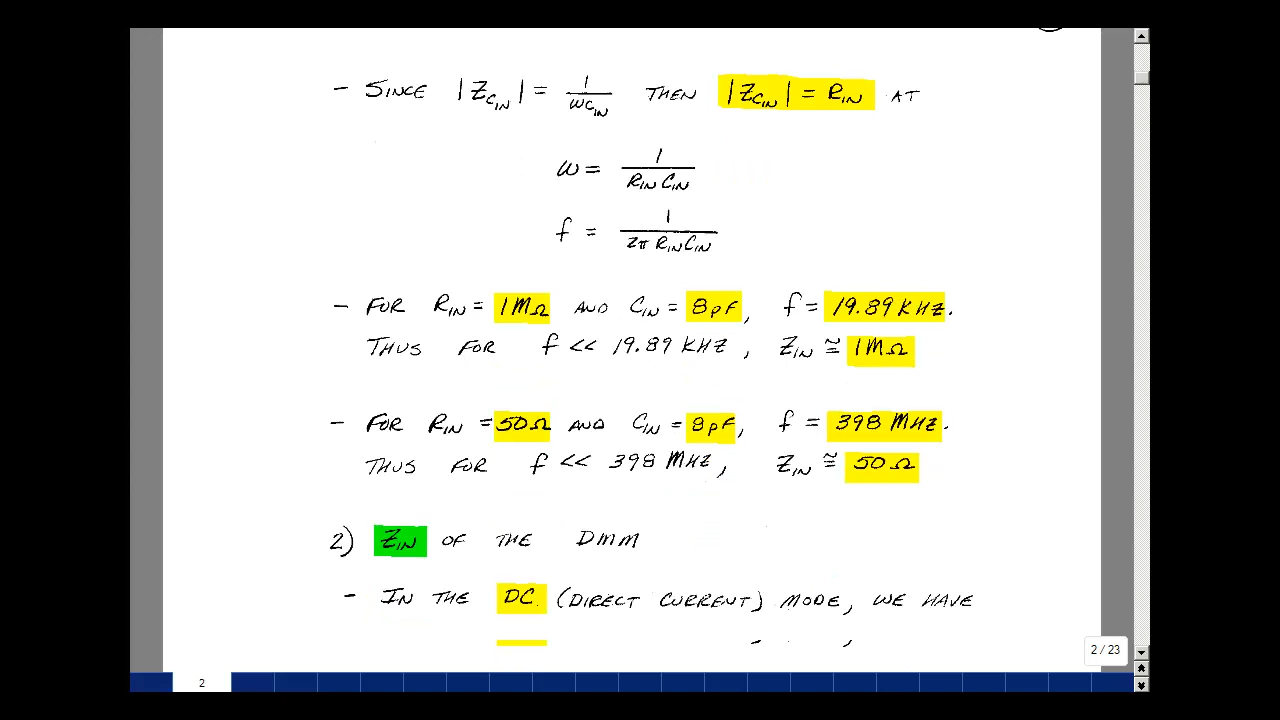 - SINCE |Z_CIN| = 1/ωC_IN THEN |Z_CIN| = R_IN AT
ω = 1/R_IN C_IN
f = 1/2π R_IN C_IN
- FOR R_IN = 1MΩ AND C_IN = 8pF, f = 19.89 KHZ.
THUS FOR f << 19.89 KHZ, Z_IN ≅ 1MΩ
- FOR R_IN = 50Ω AND C_IN = 8pF, f = 398 MHZ.
THUS FOR f << 398 MHZ, Z_IN ≅ 50Ω
2) Z_IN OF THE DMM
- IN THE DC (DIRECT CURRENT) MODE, WE HAVE
2 / 23
2